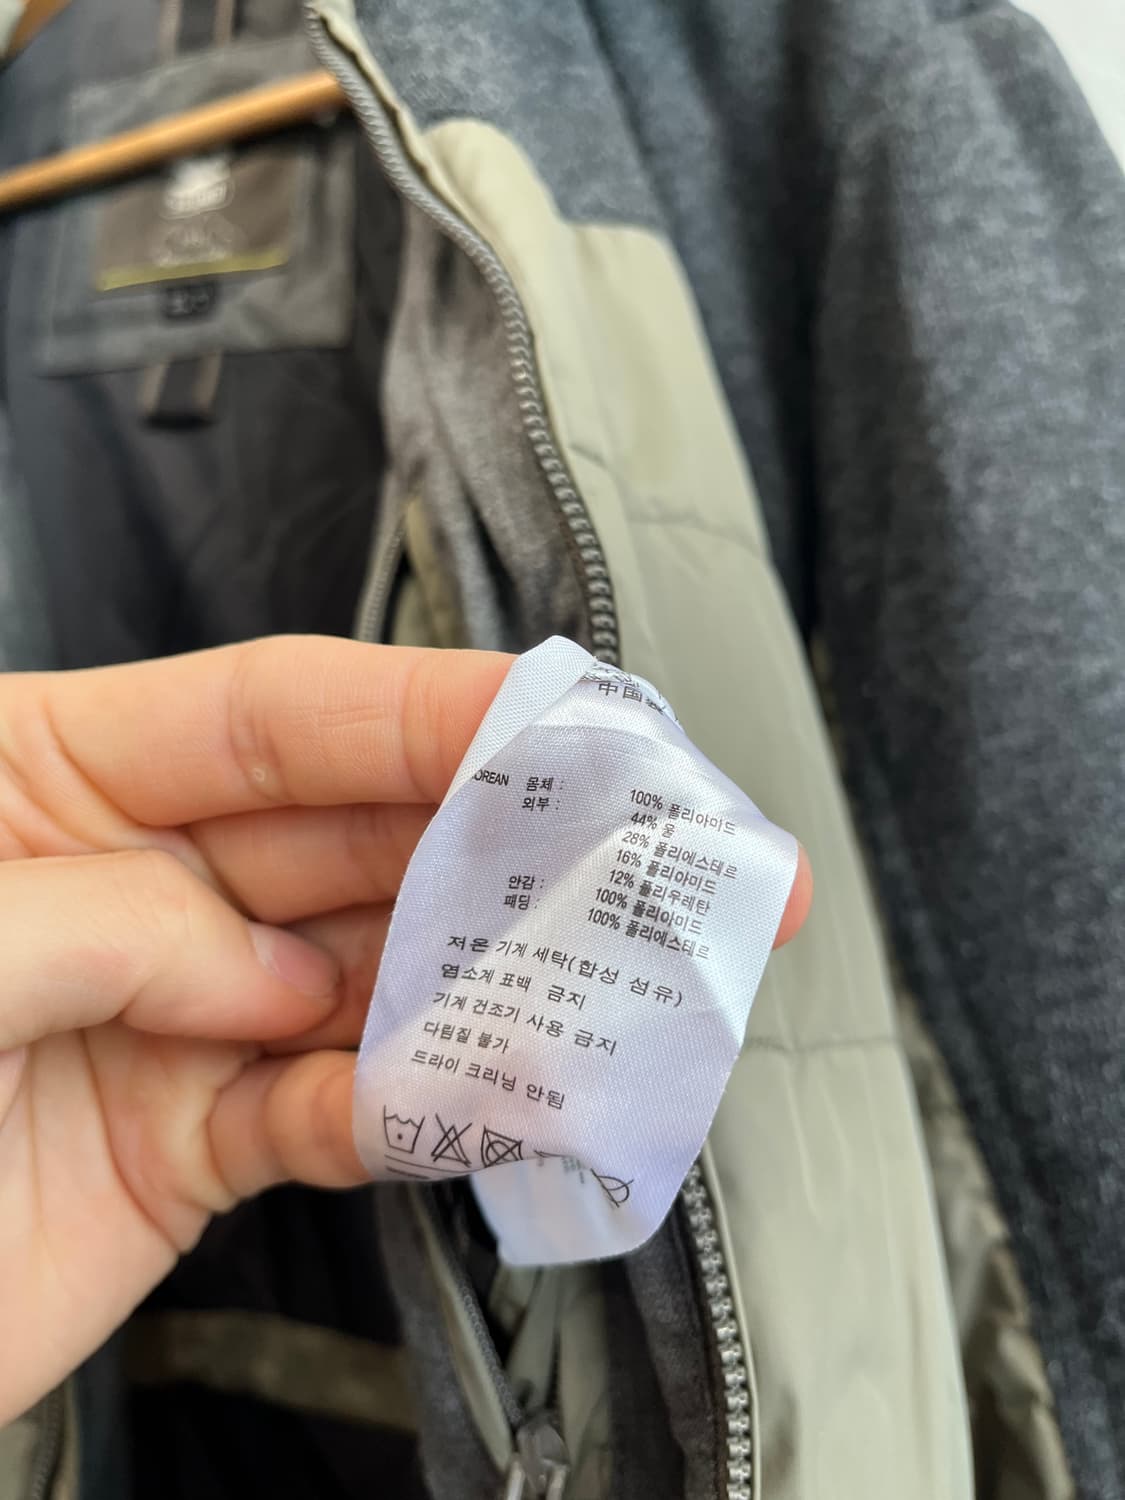 中国
KOREAN 몸체 : 100% 폴리아미드
외부 : 44% 울
28% 폴리에스테르
16% 폴리아미드
12% 폴리우레탄
안감 : 100% 폴리아미드
패딩 : 100% 폴리에스테르
저온 기계 세탁(합성 섬유)
염소계 표백 금지
기계 건조기 사용 금지
다림질 불가
드라이 크리닝 안됨